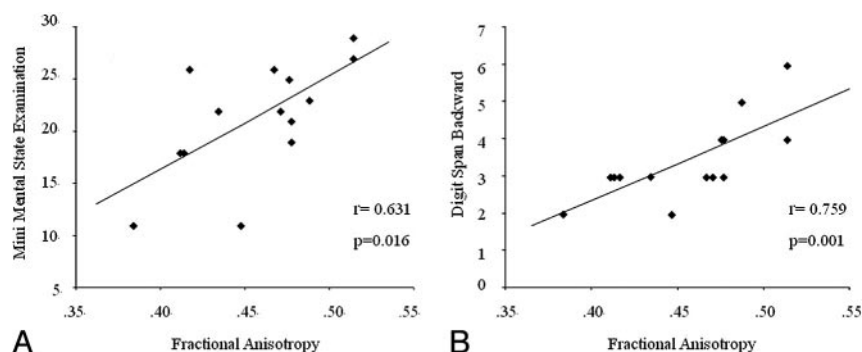 Mini Mental State Examination
30.
25.
20.
15.
10.
5.
r= 0.631
p=0.016
.35. .40. .45. .50. .55.
A Fractional Anisotropy
Digit Span Backward
7
6
5
4
3
2
1
0
r= 0.759
p=0.001
.35 .40 .45 .50 .55
B Fractional Anisotropy